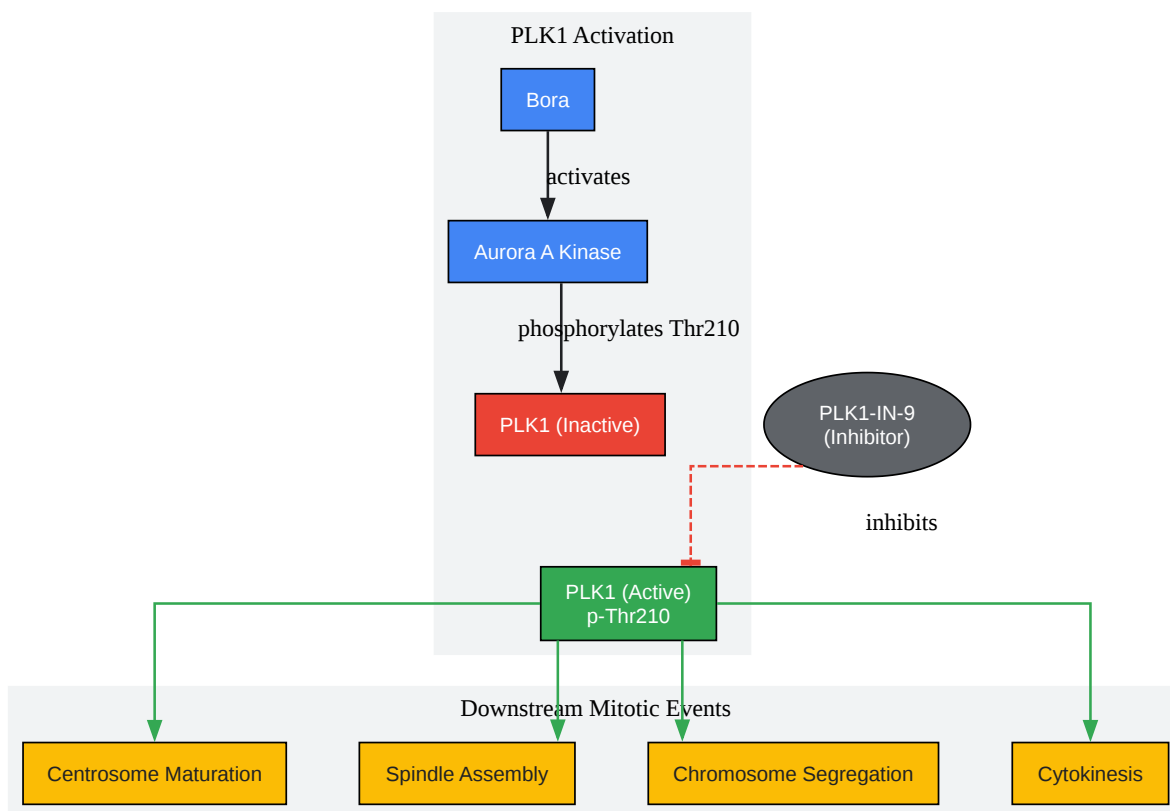 PLK1 Activation
Bora
activates
Aurora A Kinase
phosphorylates Thr210
PLK1 (Inactive)
PLK1-IN-9
(Inhibitor)
inhibits
PLK1 (Active)
p-Thr210
Downstream Mitotic Events
Centrosome Maturation
Spindle Assembly
Chromosome Segregation
Cytokinesis